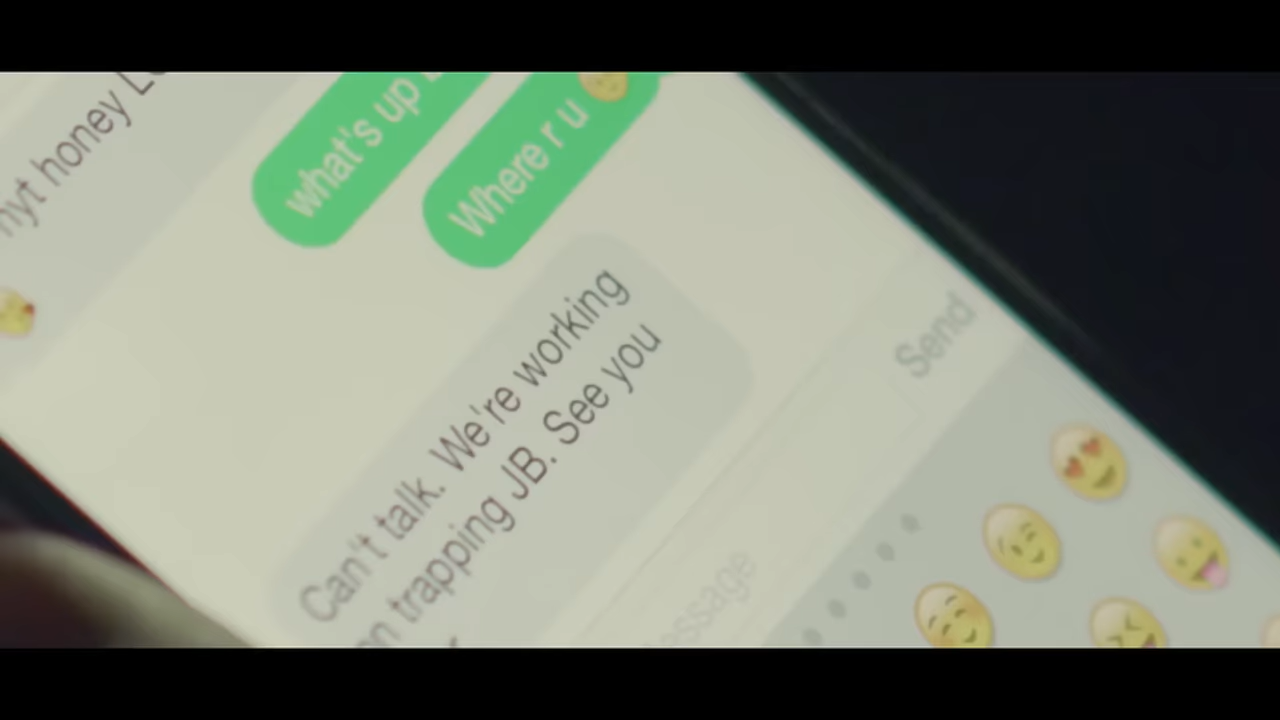 nyt honey
what's up
Where r u
Can't talk. We're working
on trapping JB. See you
Send